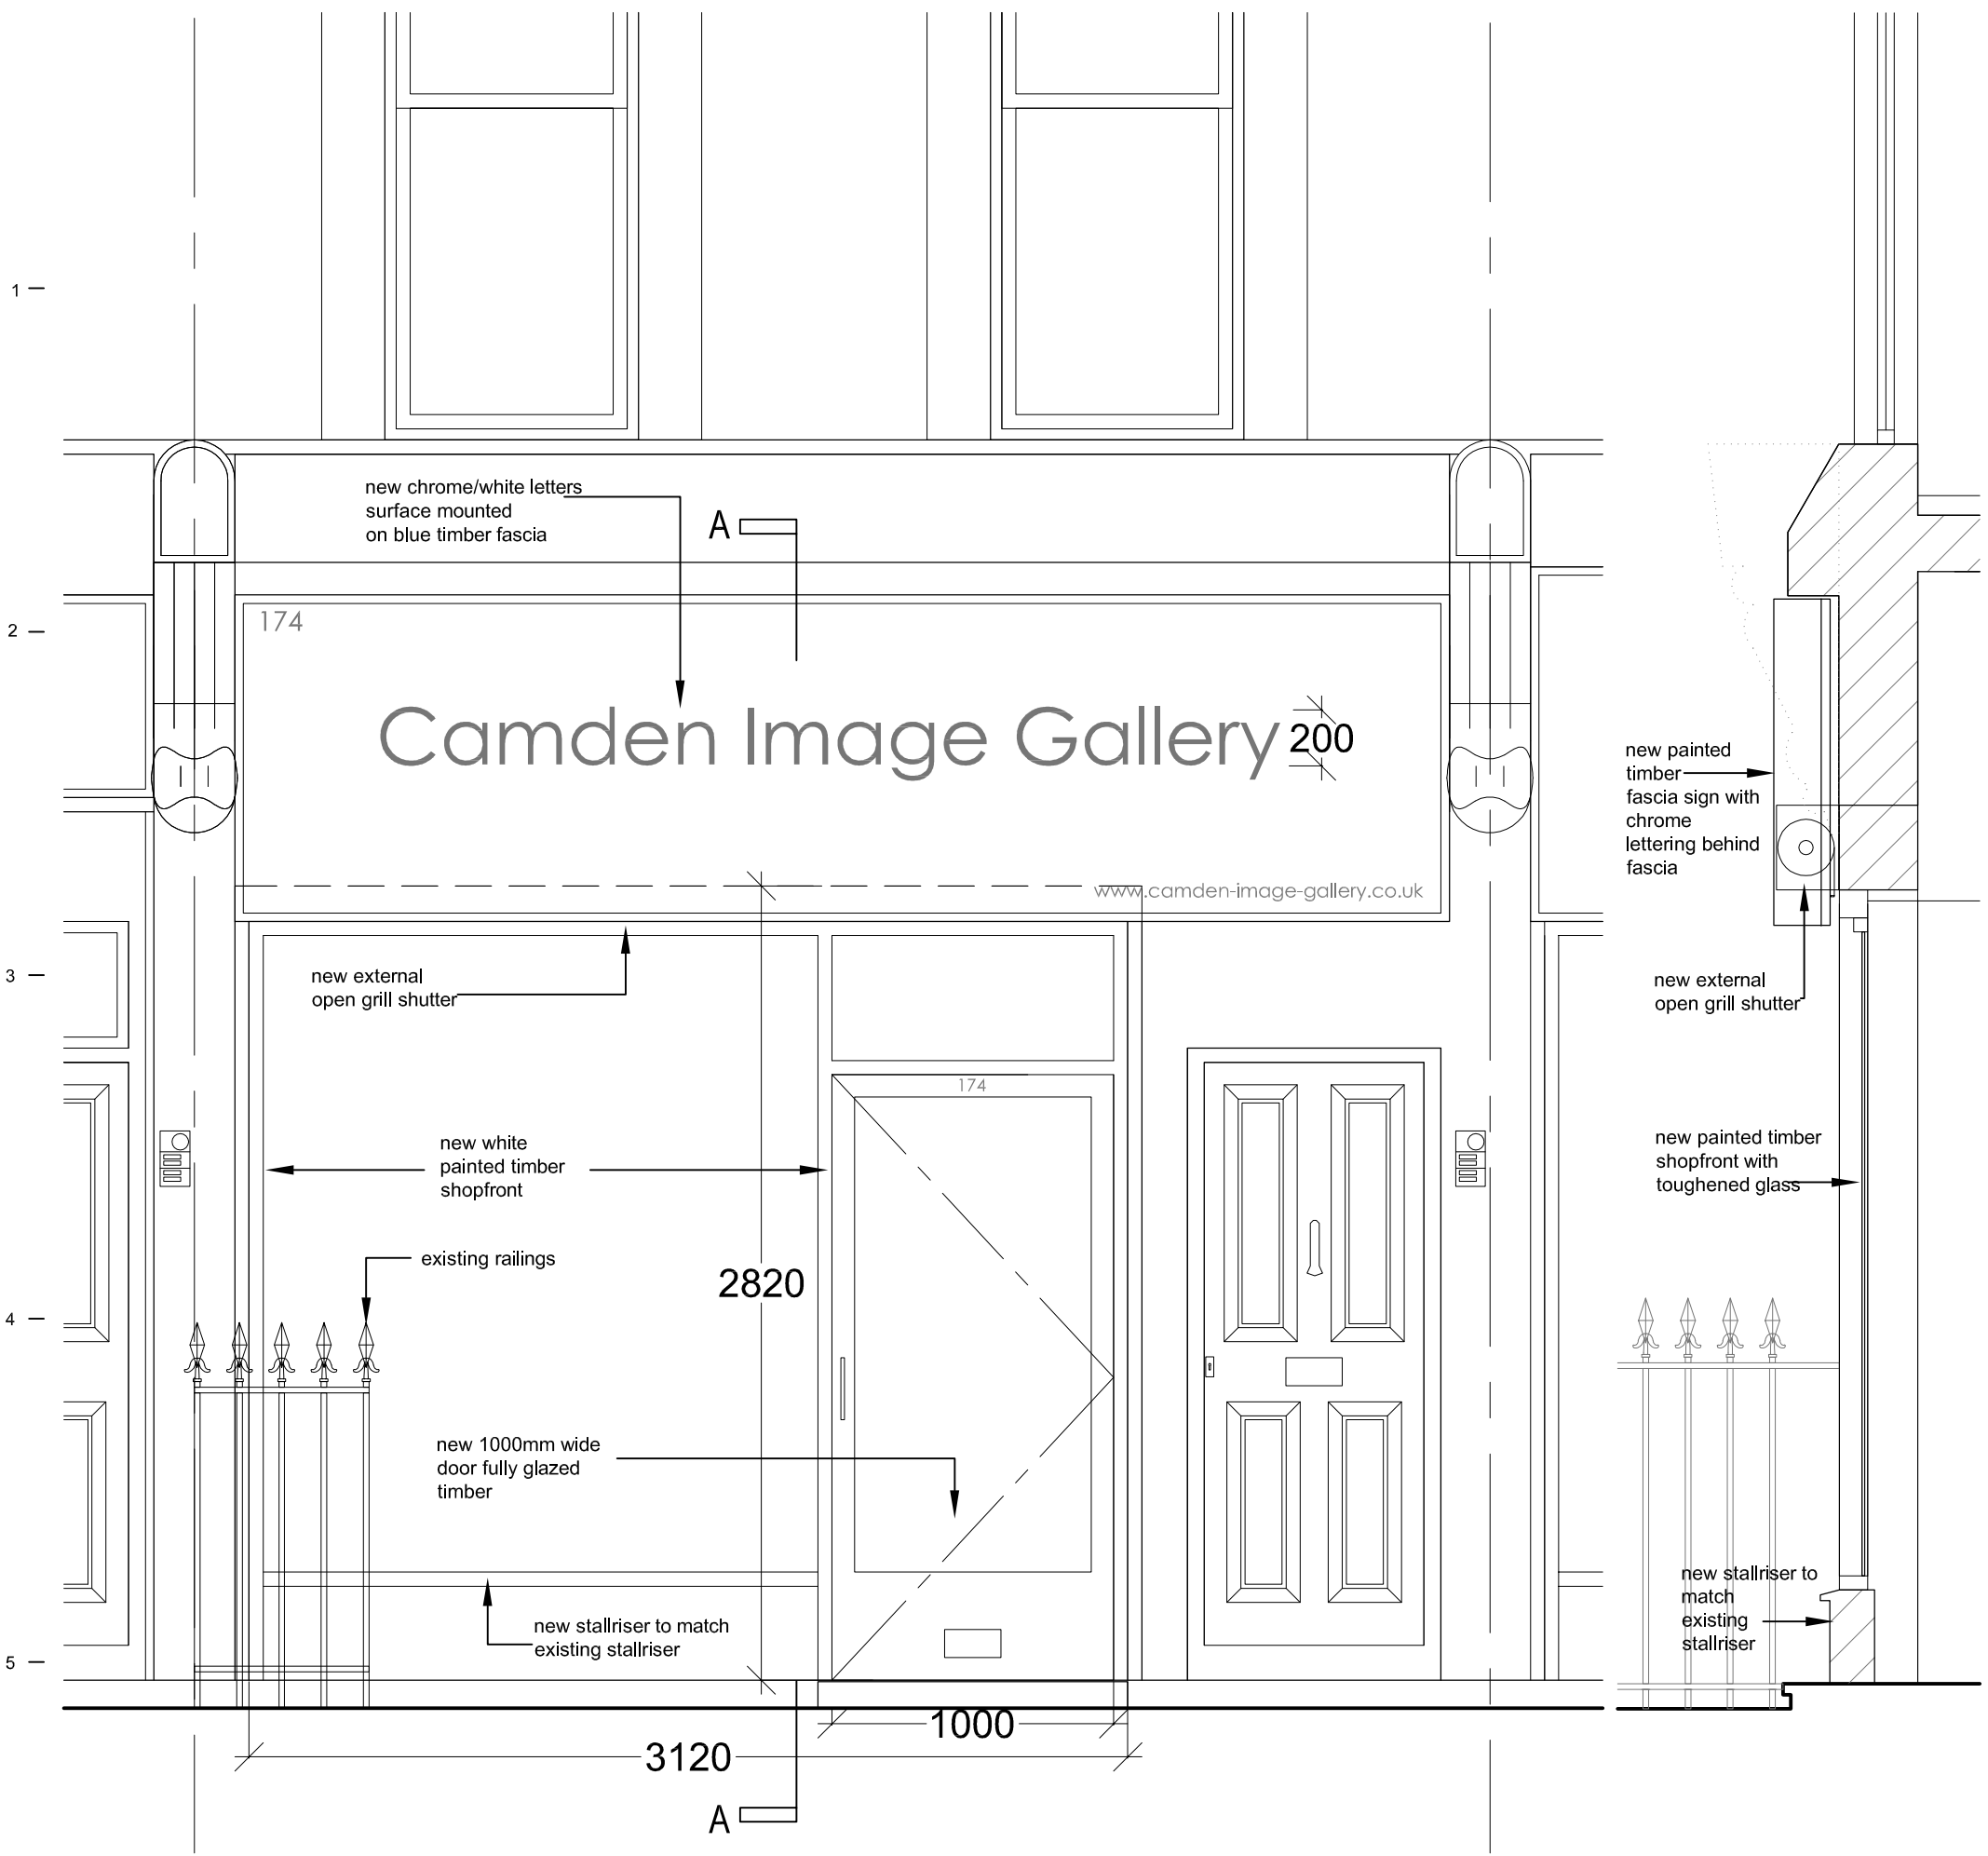 1
new chrome/white letters
surface mounted
on blue timber fascia
A
2
174
Camden Image Gallery
200
new painted
timber
fascia sign with
chrome
lettering behind
fascia
www.camden-image-gallery.co.uk
3
new external
open grill shutter
new external
open grill shutter
174
new white
painted timber
shopfront
new painted timber
shopfront with
toughened glass
existing railings
2820
4
new 1000mm wide
door fully glazed
timber
new stallriser to match
existing stallriser
new stallriser to
match
existing
stallriser
5
1000
3120
A